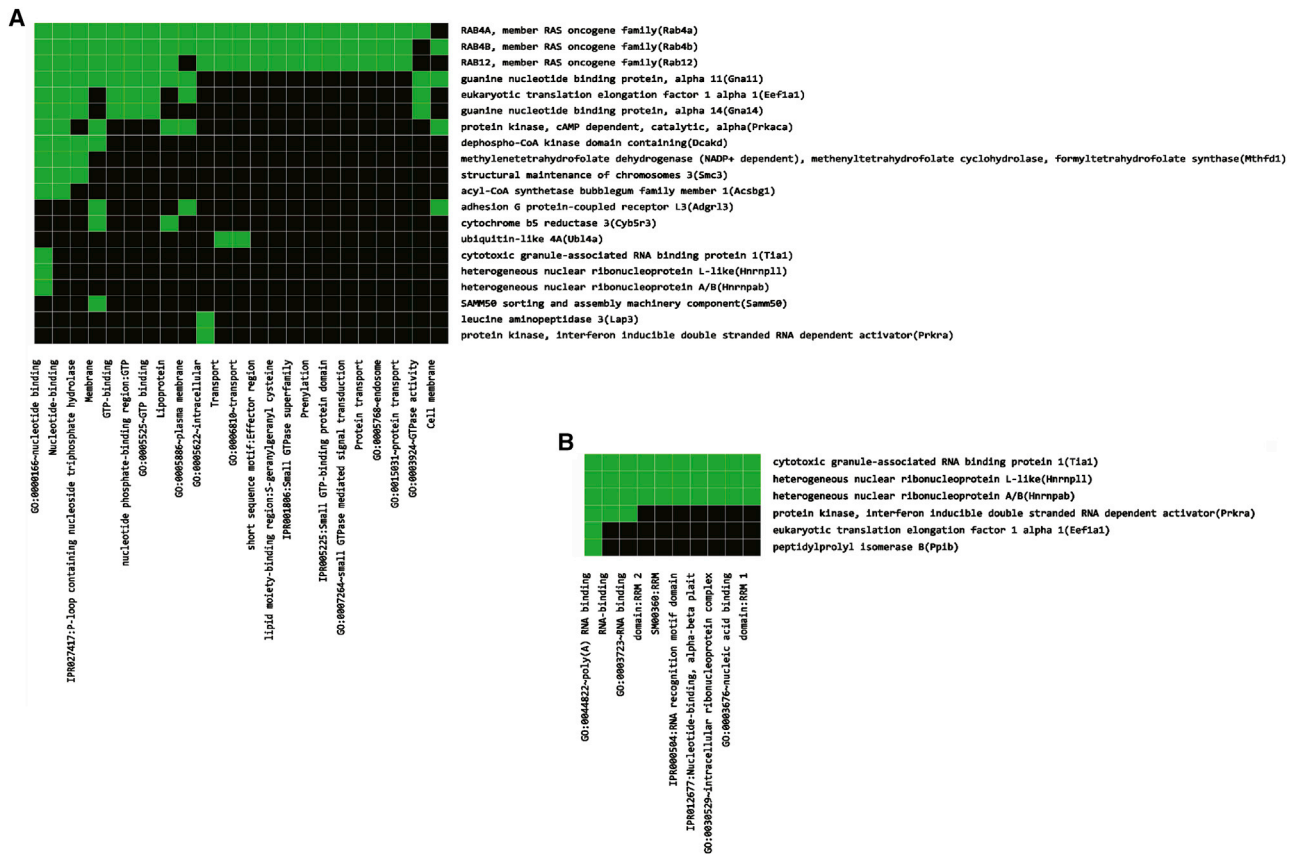 A
RAB4A, member RAS oncogene family(Rab4a)
RAB4B, member RAS oncogene family(Rab4b)
RAB12, member RAS oncogene family(Rab12)
guanine nucleotide binding protein, alpha 11(Gna11)
eukaryotic translation elongation factor 1 alpha 1(Eef1a1)
guanine nucleotide binding protein, alpha 14(Gna14)
protein kinase, cAMP dependent, catalytic, alpha(Prkaca)
dephospho-CoA kinase domain containing(Dcakd)
methylenetetrahydrofolate dehydrogenase (NADP+ dependent), methenyltetrahydrofolate cyclohydrolase, formyltetrahydrofolate synthase(Mthfd1)
structural maintenance of chromosomes 3(Smc3)
acyl-CoA synthetase bubblegum family member 1(Acsbg1)
adhesion G protein-coupled receptor L3(Adgrl3)
cytochrome b5 reductase 3(Cyb5r3)
ubiquitin-like 4A(Ubl4a)
cytotoxic granule-associated RNA binding protein 1(Tia1)
heterogeneous nuclear ribonucleoprotein L-like(Hnrnpll)
heterogeneous nuclear ribonucleoprotein A/B(Hnrnpab)
SAMM50 sorting and assembly machinery component(Samm50)
leucine aminopeptidase 3(Lap3)
protein kinase, interferon inducible double stranded RNA dependent activator(Prkra)
GO:0000166~nucleotide binding
Nucleotide-binding
IPR027417:P-loop containing nucleoside triphosphate hydrolase
Membrane
GTP-binding
nucleotide phosphate-binding region:GTP
GO:0005525~GTP binding
Lipoprotein
GO:0005886~plasma membrane
GO:0005622~intracellular
Transport
GO:0006810~transport
short sequence motif:Effector region
lipid moiety-binding region:S-geranylgeranyl cysteine
IPR001806:Small GTPase superfamily
Prenylation
IPR005225:Small GTP-binding protein domain
GO:0007264~small GTPase mediated signal transduction
Protein transport
GO:0005768~endosome
GO:0015031~protein transport
GO:0003924~GTPase activity
Cell membrane
B
cytotoxic granule-associated RNA binding protein 1(Tia1)
heterogeneous nuclear ribonucleoprotein L-like(Hnrnpll)
heterogeneous nuclear ribonucleoprotein A/B(Hnrnpab)
protein kinase, interferon inducible double stranded RNA dependent activator(Prkra)
eukaryotic translation elongation factor 1 alpha 1(Eef1a1)
peptidylprolyl isomerase B(Ppib)
GO:0044822~poly(A) RNA binding
RNA-binding
GO:0003723~RNA binding
domain:RRM 2
SM00360:RRM
IPR000504:RNA recognition motif domain
IPR012677:Nucleotide-binding, alpha-beta plait
GO:0030529~intracellular ribonucleoprotein complex
GO:0003676~nucleic acid binding
domain:RRM 1